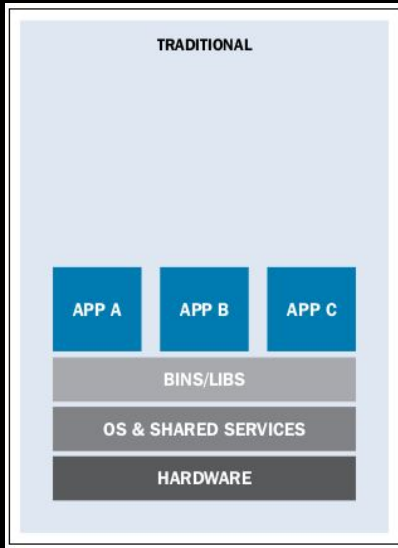 TRADITIONAL
APP A APP B APP C
BINS/LIBS
OS & SHARED SERVICES
HARDWARE